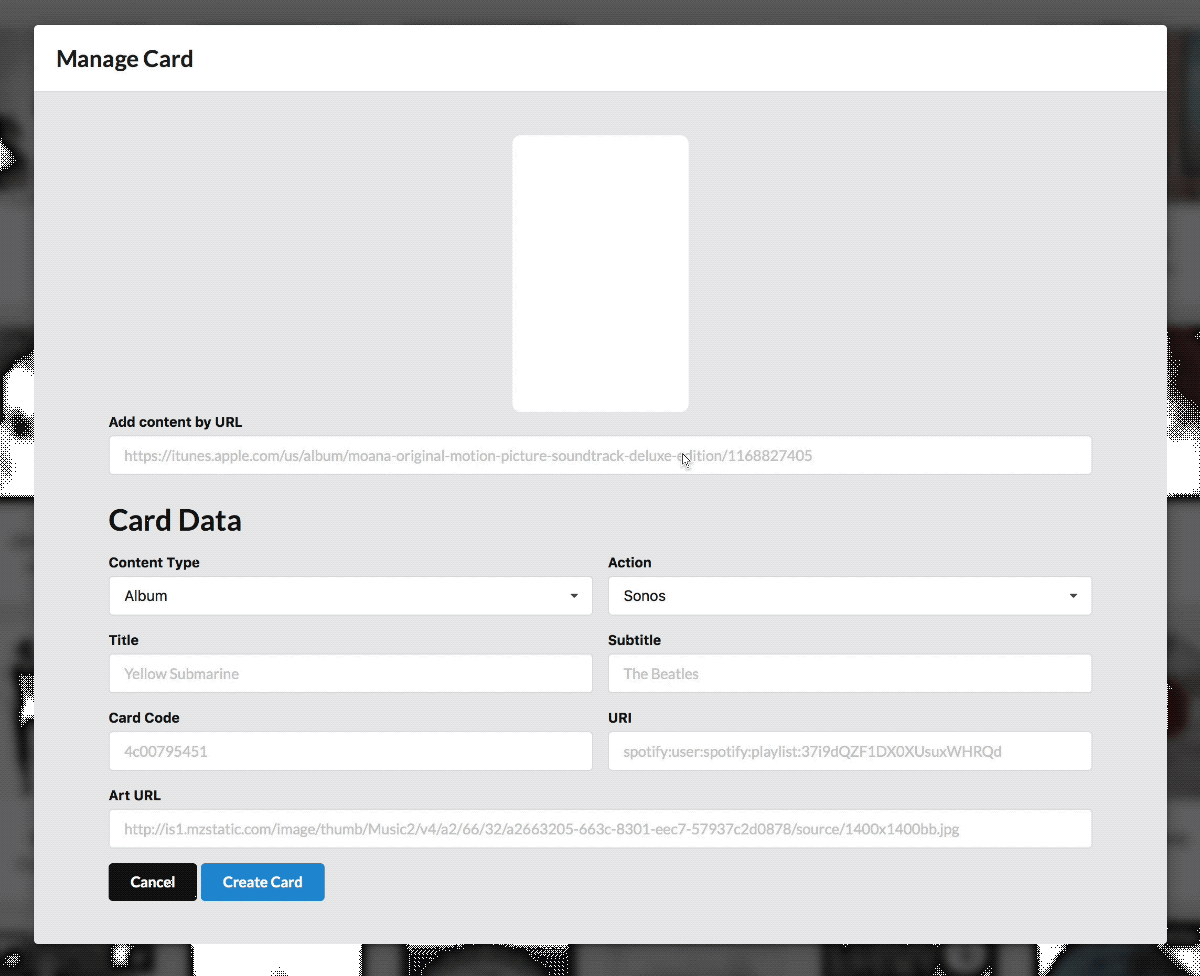 Manage Card
Add content by URL
https://itunes.apple.com/us/album/moana-original-motion-picture-soundtrack-deluxe-edition/1168827405
Card Data
Content Type
Action
Album
Sonos
Title
Subtitle
Yellow Submarine
The Beatles
Card Code
URI
4c00795451
spotify:user:spotify:playlist:37i9dQZF1DX0XUsuxWHRQd
Art URL
http://is1.mzstatic.com/image/thumb/Music2/v4/a2/66/32/a2663205-663c-8301-eec7-57937c2d0878/source/1400x1400bb.jpg
Cancel
Create Card